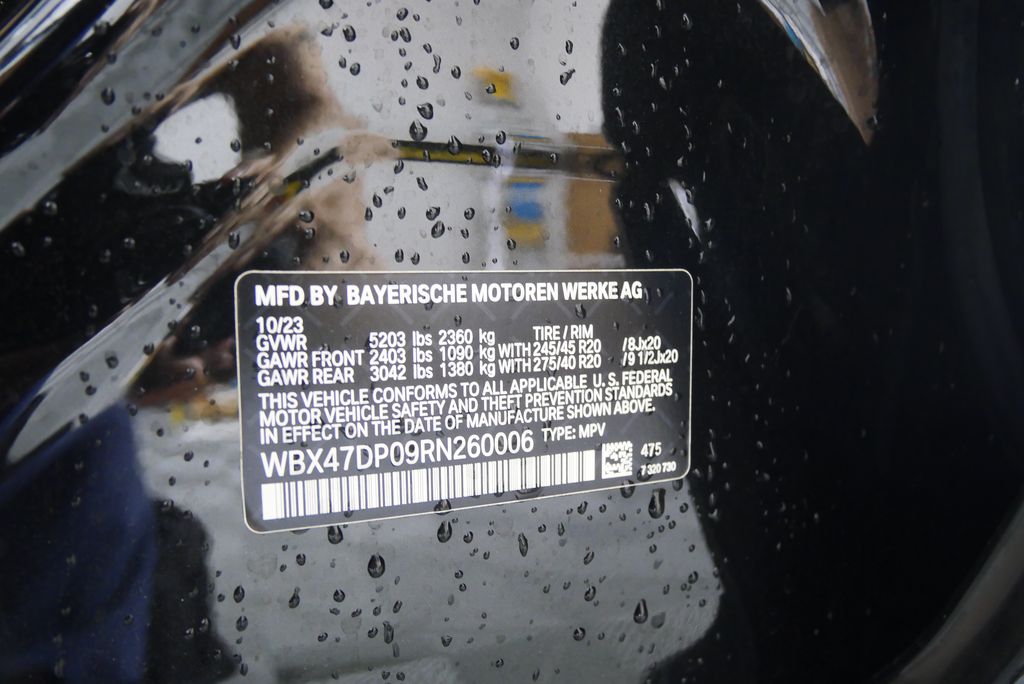 MFD BY BAYERISCHE MOTOREN WERKE AG
10/23
GVWR 5203 lbs 2360 kg TIRE / RIM
GAWR FRONT 2403 lbs 1090 kg WITH 245/45 R20 /8Jx20
GAWR REAR 3042 lbs 1380 kg WITH 275/40 R20 /9 1/2Jx20
THIS VEHICLE CONFORMS TO ALL APPLICABLE U. S. FEDERAL
MOTOR VEHICLE SAFETY AND THEFT PREVENTION STANDARDS
IN EFFECT ON THE DATE OF MANUFACTURE SHOWN ABOVE.
WBX47DP09RN260006 TYPE: MPV
475
7 320 730